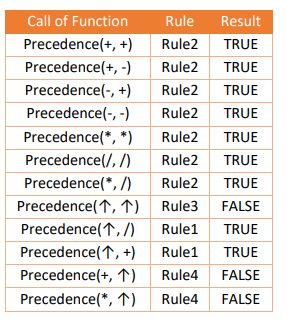 Call of Function Rule Result
Precedence(+, +) Rule2 TRUE
Precedence(+, -) Rule2 TRUE
Precedence(-, +) Rule2 TRUE
Precedence(-, -) Rule2 TRUE
Precedence(*, *) Rule2 TRUE
Precedence(/, /) Rule2 TRUE
Precedence(*, /) Rule2 TRUE
Precedence(↑, ↑) Rule3 FALSE
Precedence(↑, /) Rule1 TRUE
Precedence(↑, +) Rule1 TRUE
Precedence(+, ↑) Rule4 FALSE
Precedence(*, ↑) Rule4 FALSE